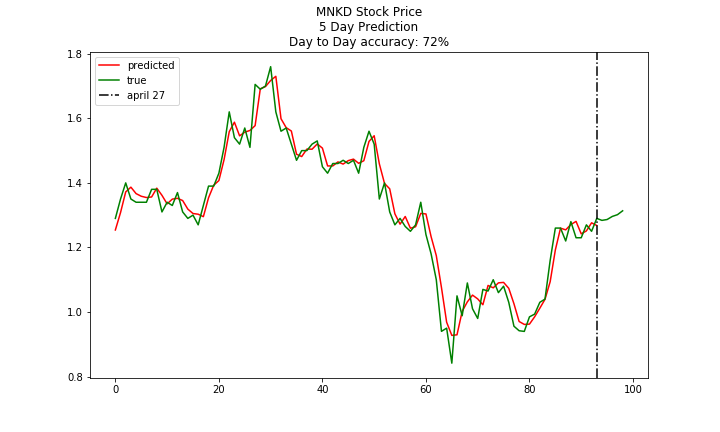 MNKD Stock Price
5 Day Prediction
Day to Day accuracy: 72%
predicted
true
april 27
1.8
1.6
1.4
1.2
1.0
0.8
0
20
40
60
80
100